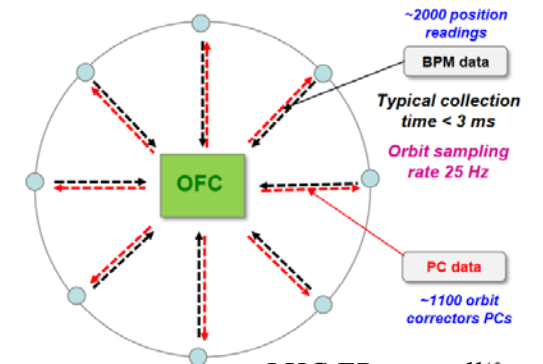 ~2000 position
readings
BPM data
Typical collection
time < 3 ms
Orbit sampling
rate 25 Hz
OFC
PC data
~1100 orbit
correctors PCs